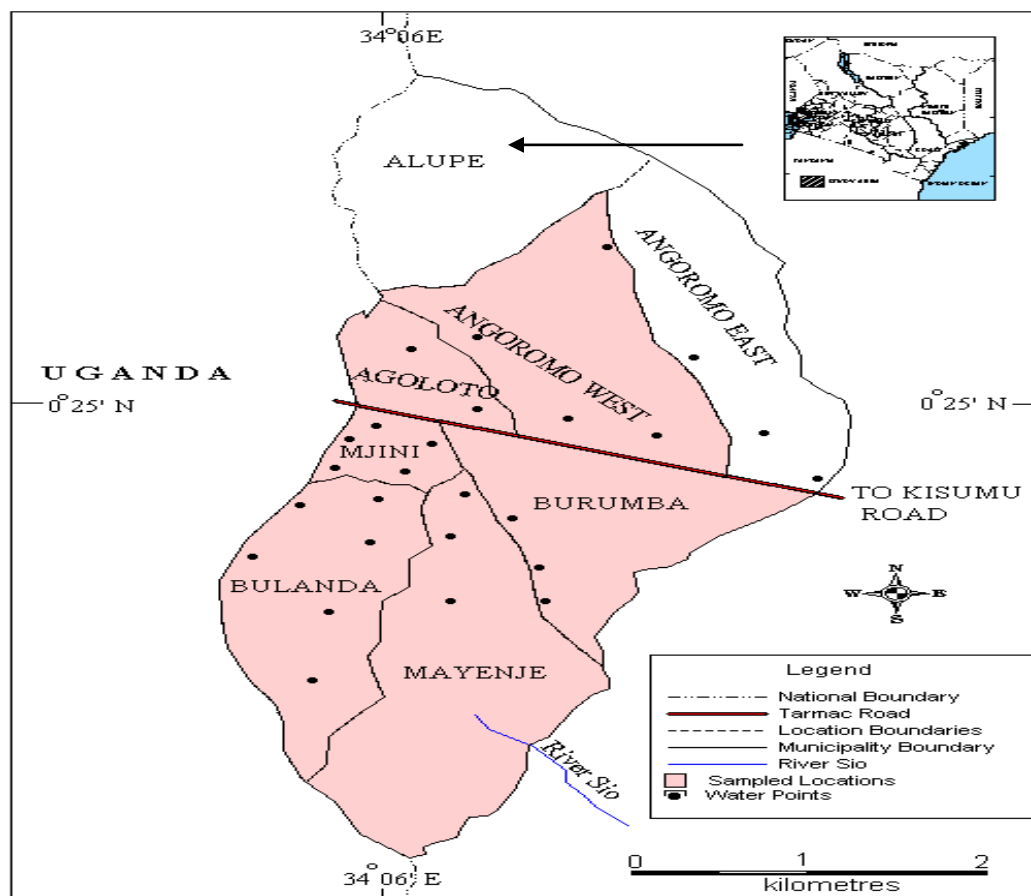 34°06'E
ALUPE
ANGOROMO EAST
ANGOROMO WEST
UGANDA
AGOLOTO
0°25' N
0°25' N
MJINI
TO KISUMU
ROAD
BURUMBA
BULANDA
N
W E
S
MAYENJE
River Sio
Legend
National Boundary
Tarmac Road
Location Boundaries
Municipality Boundary
River Sio
Sampled Locations
Water Points
0 1 2
kilometres
34°06' E